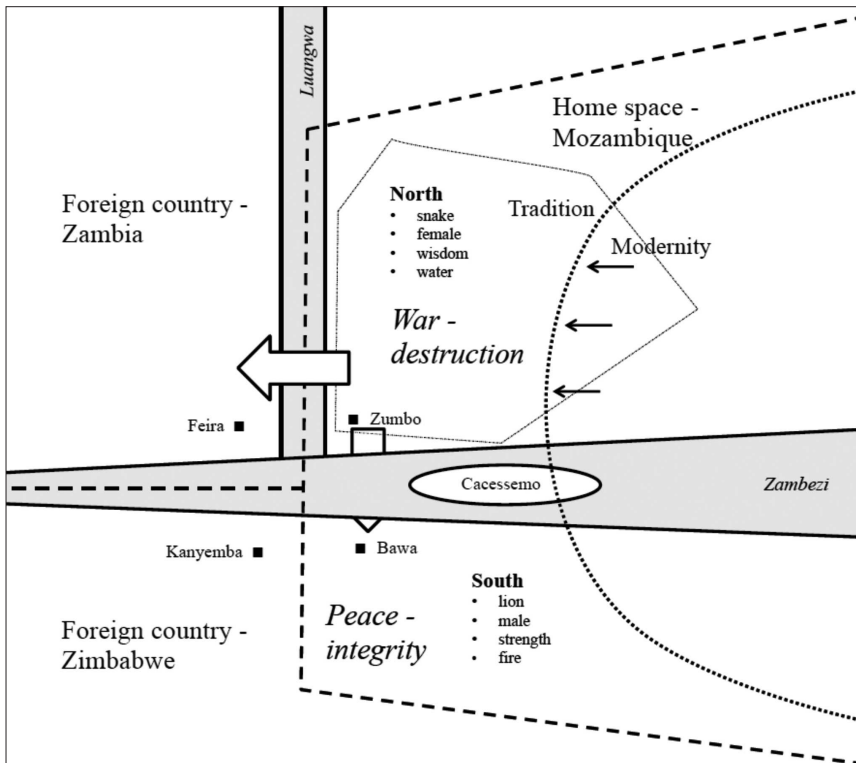 Luangwa
Home space -
Mozambique
Foreign country -
Zambia
North
• snake
• female
• wisdom
• water
Tradition
Modernity
War -
destruction
Feira
Zumbo
Cacessemo
Zambezi
Kanyemba
Bawa
South
• lion
• male
• strength
• fire
Peace -
integrity
Foreign country -
Zimbabwe